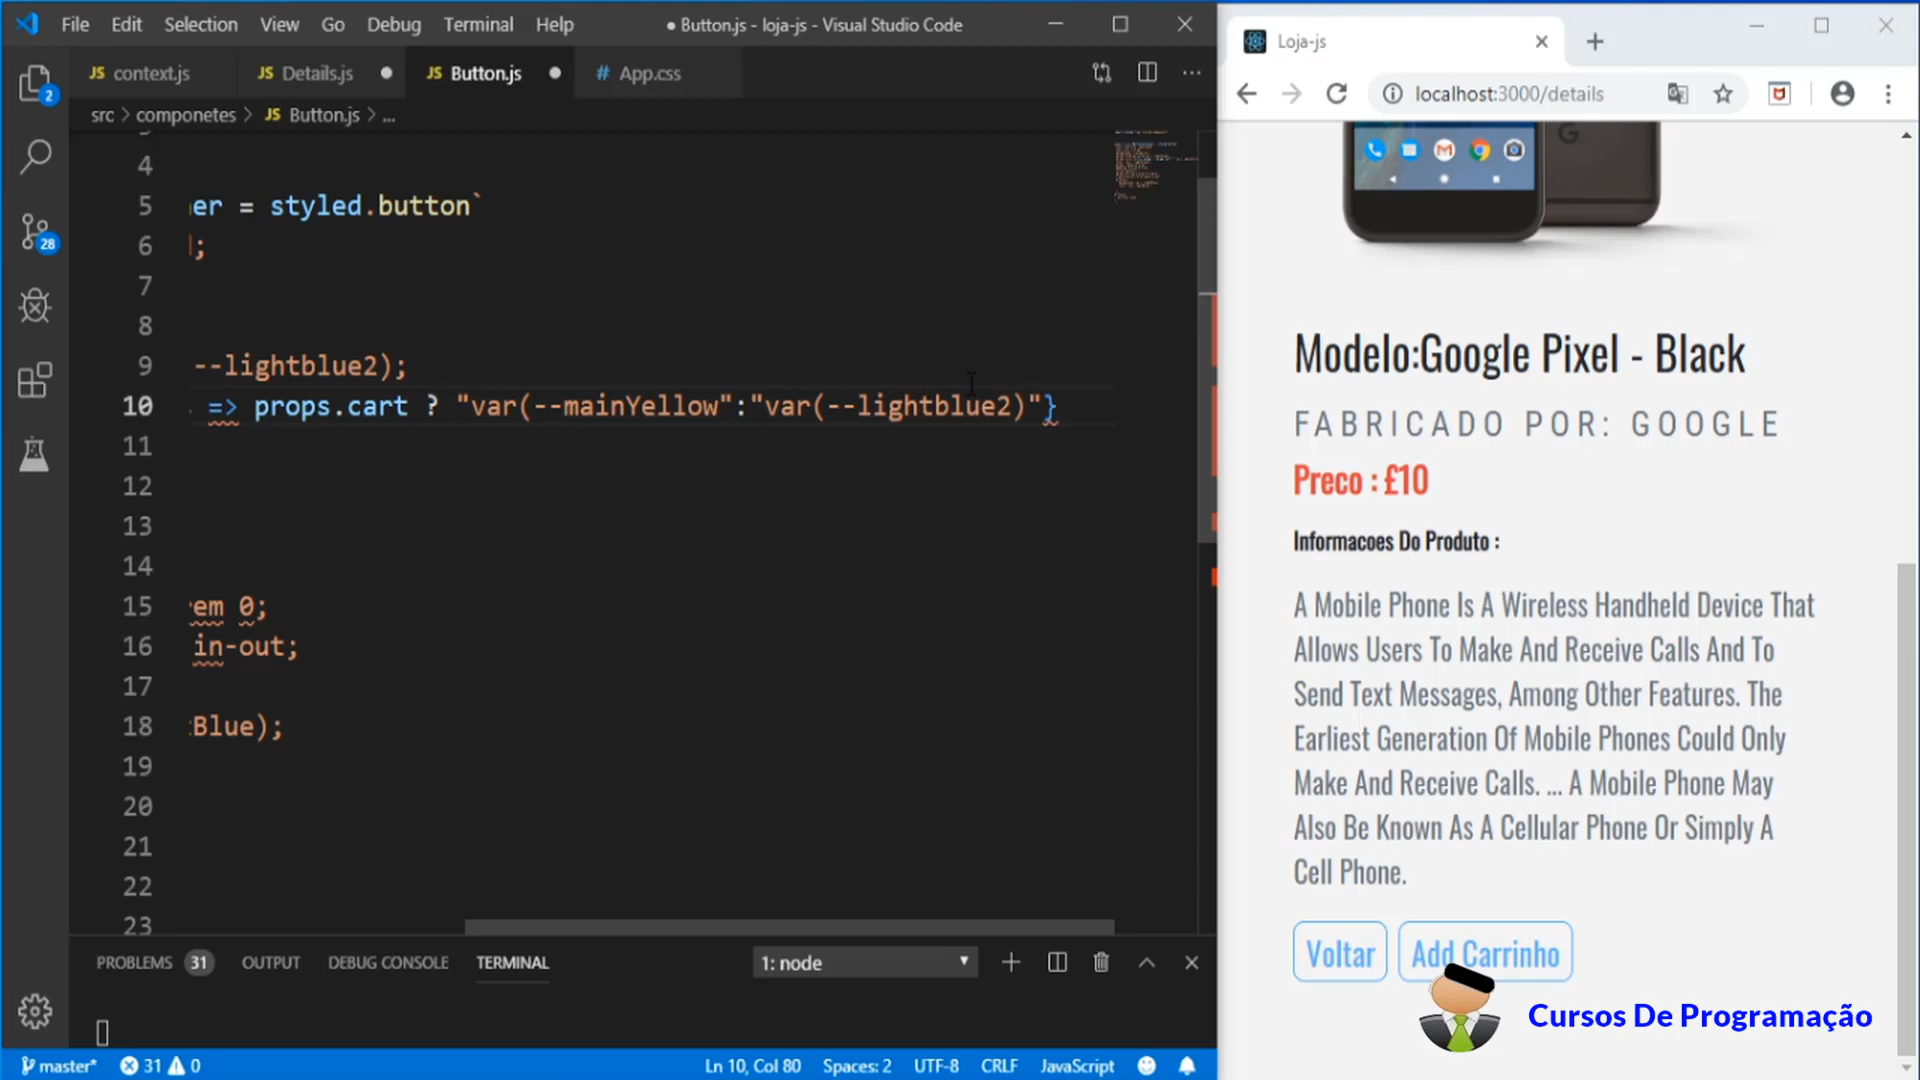 File Edit Selection View Go Debug Terminal Help ● Button.js - loja-js - Visual Studio Code
JS context.js JS Details.js ● JS Button.js ● # App.css
src > componetes > JS Button.js > ...
4
5 er = styled.button`
6 ;
7
8
9 --lightblue2);
10 => props.cart ? "var(--mainYellow":"var(--lightblue2)"}
11
12
13
14
15 em 0;
16 in-out;
17
18 Blue);
19
20
21
22
23
2
28
PROBLEMS 31 OUTPUT DEBUG CONSOLE TERMINAL 1: node
master* 31 0 Ln 10, Col 80 Spaces: 2 UTF-8 CRLF JavaScript
Loja-js
localhost:3000/details
G
Modelo:Google Pixel - Black
FABRICADO POR: GOOGLE
Preco : £10
Informacoes Do Produto :
A Mobile Phone Is A Wireless Handheld Device That
Allows Users To Make And Receive Calls And To
Send Text Messages, Among Other Features. The
Earliest Generation Of Mobile Phones Could Only
Make And Receive Calls. ... A Mobile Phone May
Also Be Known As A Cellular Phone Or Simply A
Cell Phone.
Voltar Add Carrinho
Cursos De Programação